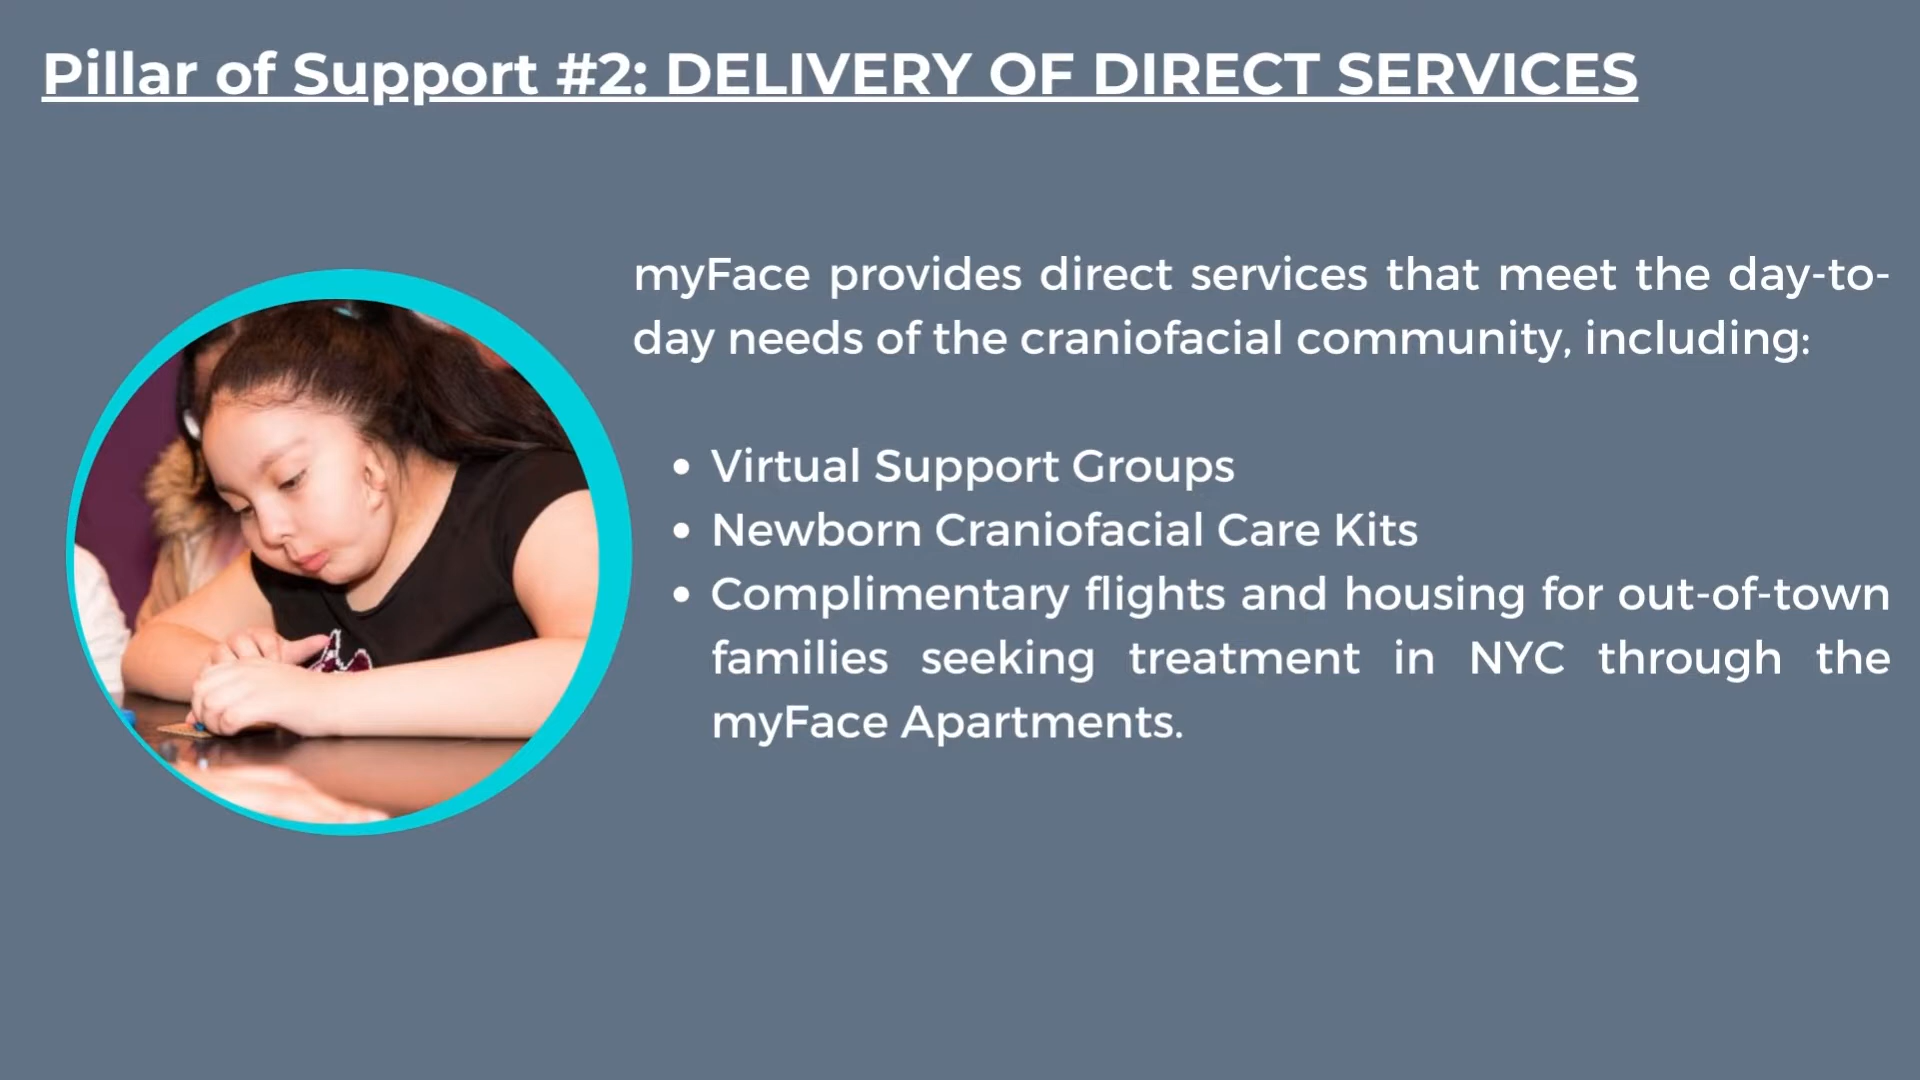 Pillar of Support #2: DELIVERY OF DIRECT SERVICES
myFace provides direct services that meet the day-to-
day needs of the craniofacial community, including:
• Virtual Support Groups
• Newborn Craniofacial Care Kits
• Complimentary flights and housing for out-of-town
families seeking treatment in NYC through the
myFace Apartments.